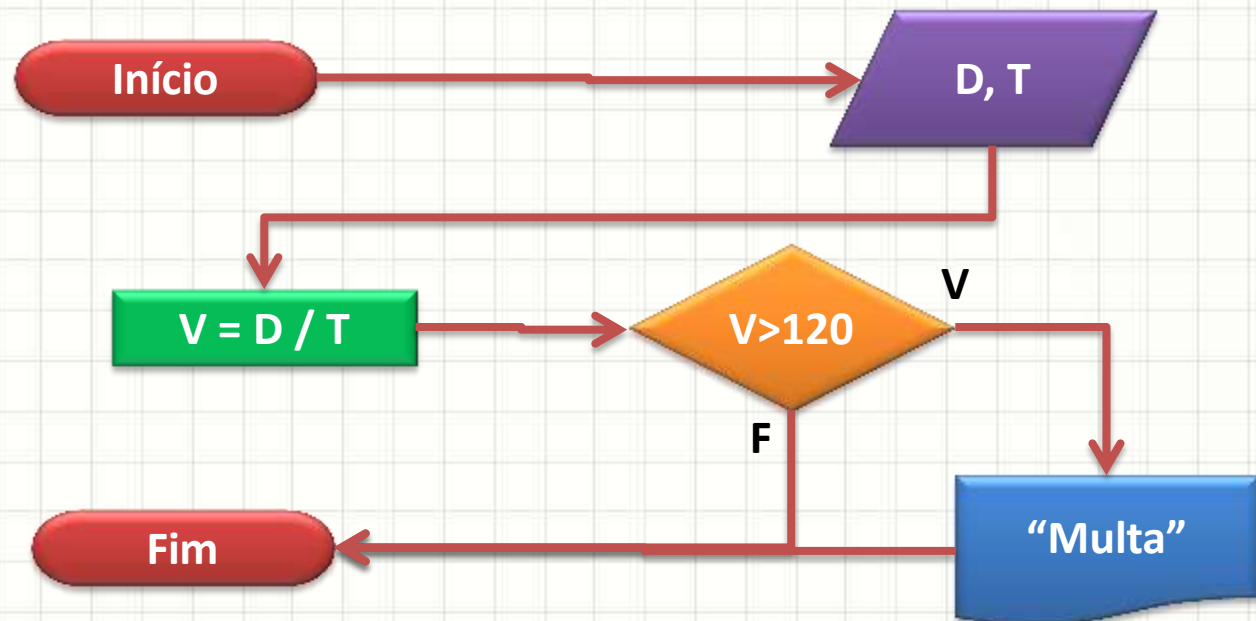 Início
D, T
V = D / T
V>120
V
F
“Multa”
Fim